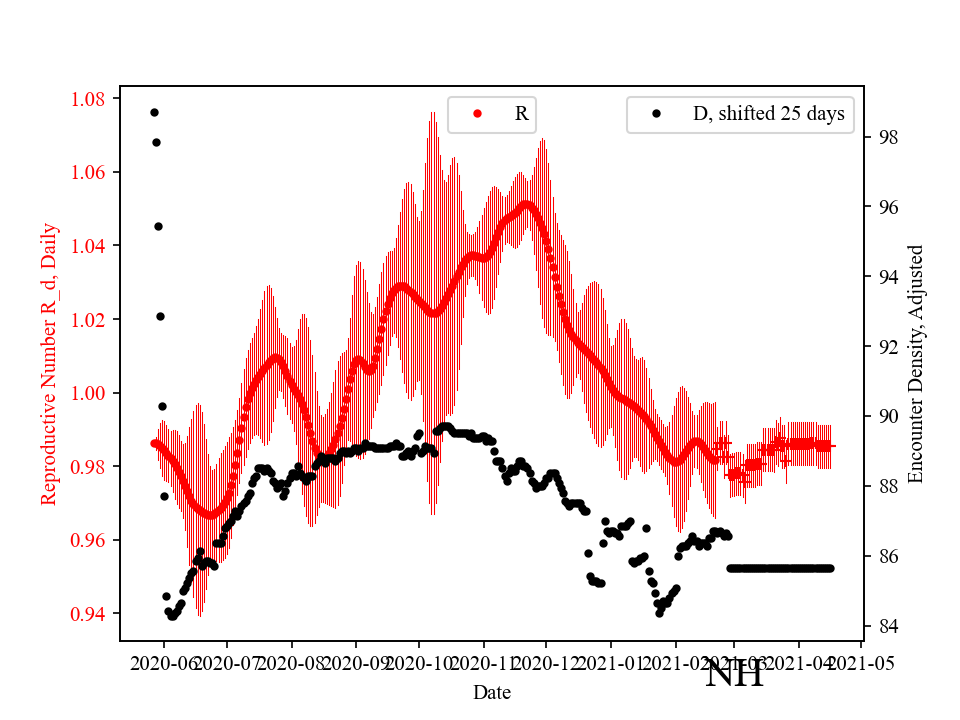 R
D, shifted 25 days
1.08
1.06
1.04
1.02
1.00
0.98
0.96
0.94
Reproductive Number R_d, Daily
98
96
94
92
90
88
86
84
Encounter Density, Adjusted
2020-06 2020-07 2020-08 2020-09 2020-10 2020-11 2020-12 2021-01 2021-02 2021-03 2021-04 2021-05
NH
Date